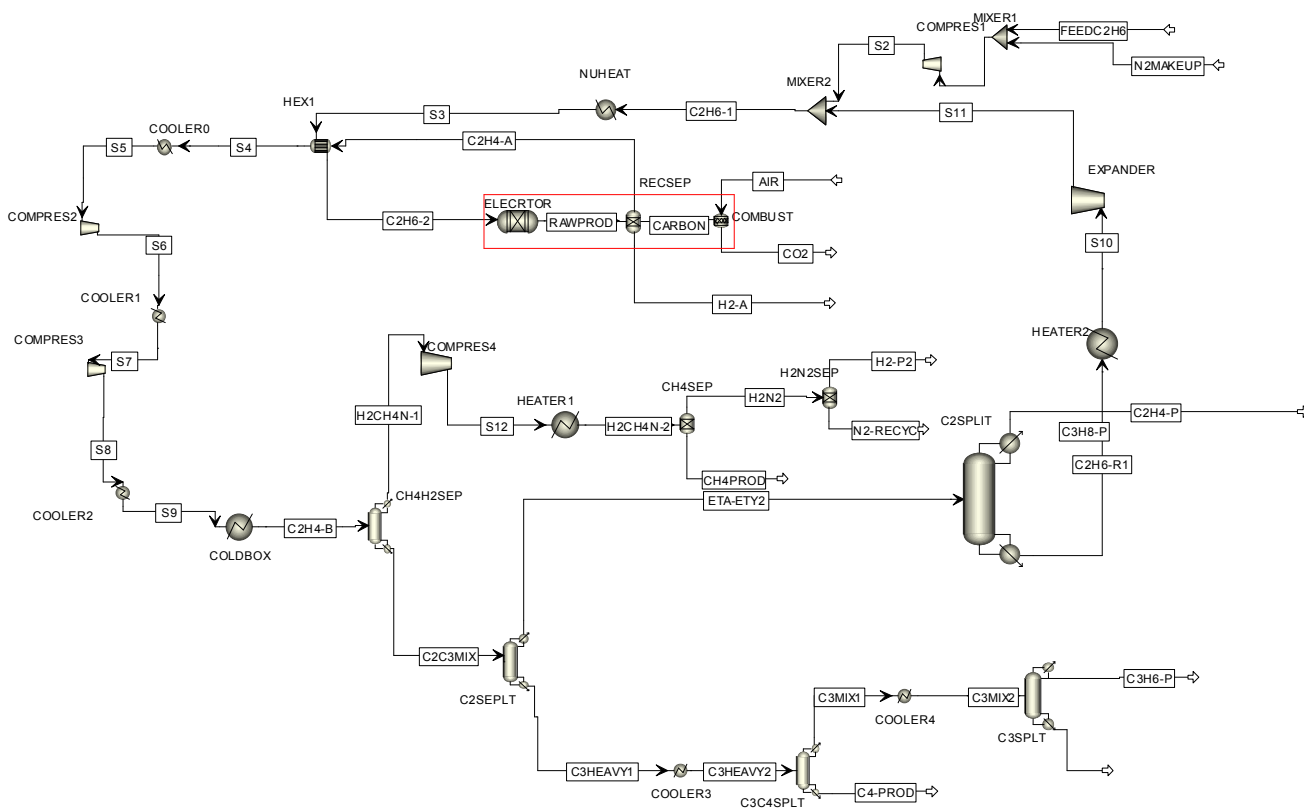 MIXER1
COMPRES1
FEEDC2H6
S2
N2MAKEUP
NUHEAT
MIXER2
HEX1
S3
C2H6-1
S11
COOLER0
S5
S4
C2H4-A
EXPANDER
RECSEP
AIR
ELECRTOR
COMPRES2
C2H6-2
RAWPROD
CARBON
COMBUST
S6
S10
CO2
COOLER1
H2-A
COMPRES3
HEATER2
S7
COMPRES4
H2N2SEP
H2-P2
CH4SEP
HEATER1
H2N2
H2CH4N-1
C2SPLIT
C2H4-P
S12
H2CH4N-2
N2-RECYC
C3H8-P
S8
C2H6-R1
CH4PROD
CH4H2SEP
ETA-ETY2
COOLER2
S9
C2H4-B
COLDBOX
C2C3MIX
C3H6-P
C2SEPLT
C3MIX1
C3MIX2
COOLER4
C3SPLT
C3HEAVY1
C3HEAVY2
COOLER3
C4-PROD
C3C4SPLT